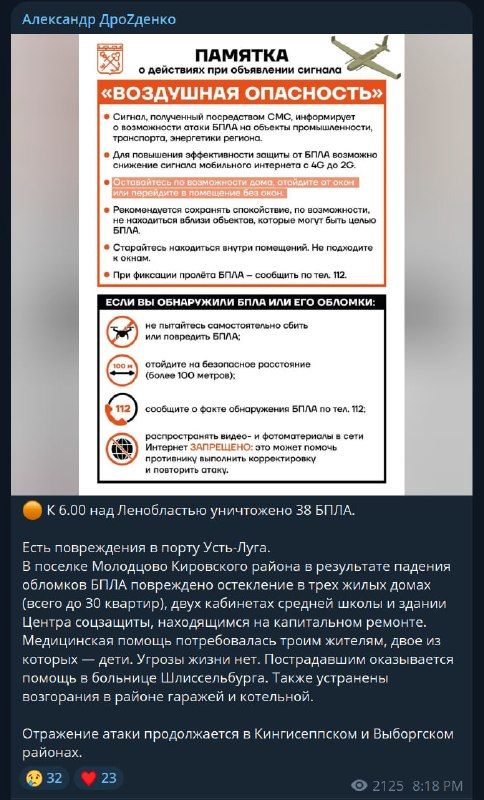 Александр ДроZденко
ПАМЯТКА
о действиях при объявлении сигнала
«ВОЗДУШНАЯ ОПАСНОСТЬ»
• Сигнал, полученный посредством СМС, информирует
о возможности атаки БПЛА на объекты промышленности,
транспорта, энергетики региона.
• Для повышения эффективности защиты от БПЛА возможно
снижение сигнала мобильного интернета с 4G до 2G.
• Оставайтесь по возможности дома, отойдите от окон
или перейдите в помещение без окон.
• Рекомендуется сохранять спокойствие, по возможности,
не находиться вблизи объектов, которые могут быть целью
БПЛА.
• Старайтесь находиться внутри помещений. Не подходите
к окнам.
• При фиксации пролёта БПЛА – сообщить по тел. 112.
ЕСЛИ ВЫ ОБНАРУЖИЛИ БПЛА ИЛИ ЕГО ОБЛОМКИ:
не пытайтесь самостоятельно сбить
или повредить БПЛА;
100 м
отойдите на безопасное расстояние
(более 100 метров);
112
сообщите о факте обнаружения БПЛА по тел. 112;
распространять видео- и фотоматериалы в сети
Интернет ЗАПРЕЩЕНО: это может помочь
противнику выполнить корректировку
и повторить атаку.
🟠 К 6.00 над Ленобластью уничтожено 38 БПЛА.
Есть повреждения в порту Усть-Луга.
В поселке Молодцово Кировского района в результате падения
обломков БПЛА повреждено остекление в трех жилых домах
(всего до 30 квартир), двух кабинетах средней школы и здании
Центра соцзащиты, находящимся на капитальном ремонте.
Медицинская помощь потребовалась троим жителям, двое из
которых — дети. Угрозы жизни нет. Пострадавшим оказывается
помощь в больнице Шлиссельбурга. Также устранены
возгорания в районе гаражей и котельной.
Отражение атаки продолжается в Кингисеппском и Выборгском
районах.
😢 32 ❤️ 23
2125 8:18 PM